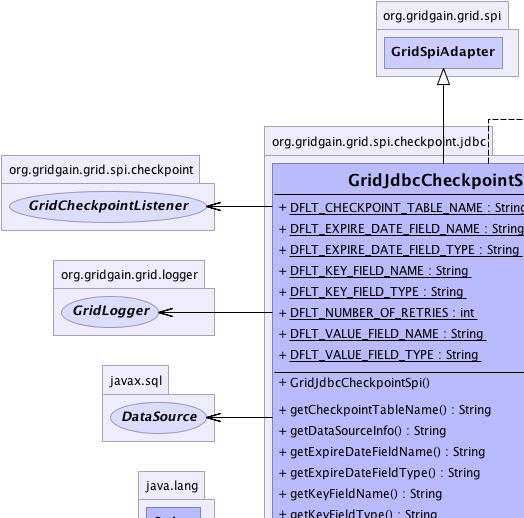 org.gridgain.grid.spi
GridSpiAdapter
org.gridgain.grid.spi.checkpoint.jdbc
org.gridgain.grid.spi.checkpoint
GridCheckpointListener
org.gridgain.grid.logger
GridLogger
javax.sql
DataSource
java.lang
GridJdbcCheckpointS
+ DFLT_CHECKPOINT_TABLE_NAME : String
+ DFLT_EXPIRE_DATE_FIELD_NAME : String
+ DFLT_EXPIRE_DATE_FIELD_TYPE : String
+ DFLT_KEY_FIELD_NAME : String
+ DFLT_KEY_FIELD_TYPE : String
+ DFLT_NUMBER_OF_RETRIES : int
+ DFLT_VALUE_FIELD_NAME : String
+ DFLT_VALUE_FIELD_TYPE : String
+ GridJdbcCheckpointSpi()
+ getCheckpointTableName() : String
+ getDataSourceInfo() : String
+ getExpireDateFieldName() : String
+ getExpireDateFieldType() : String
+ getKeyFieldName() : String
+ getKeyFieldType() : String